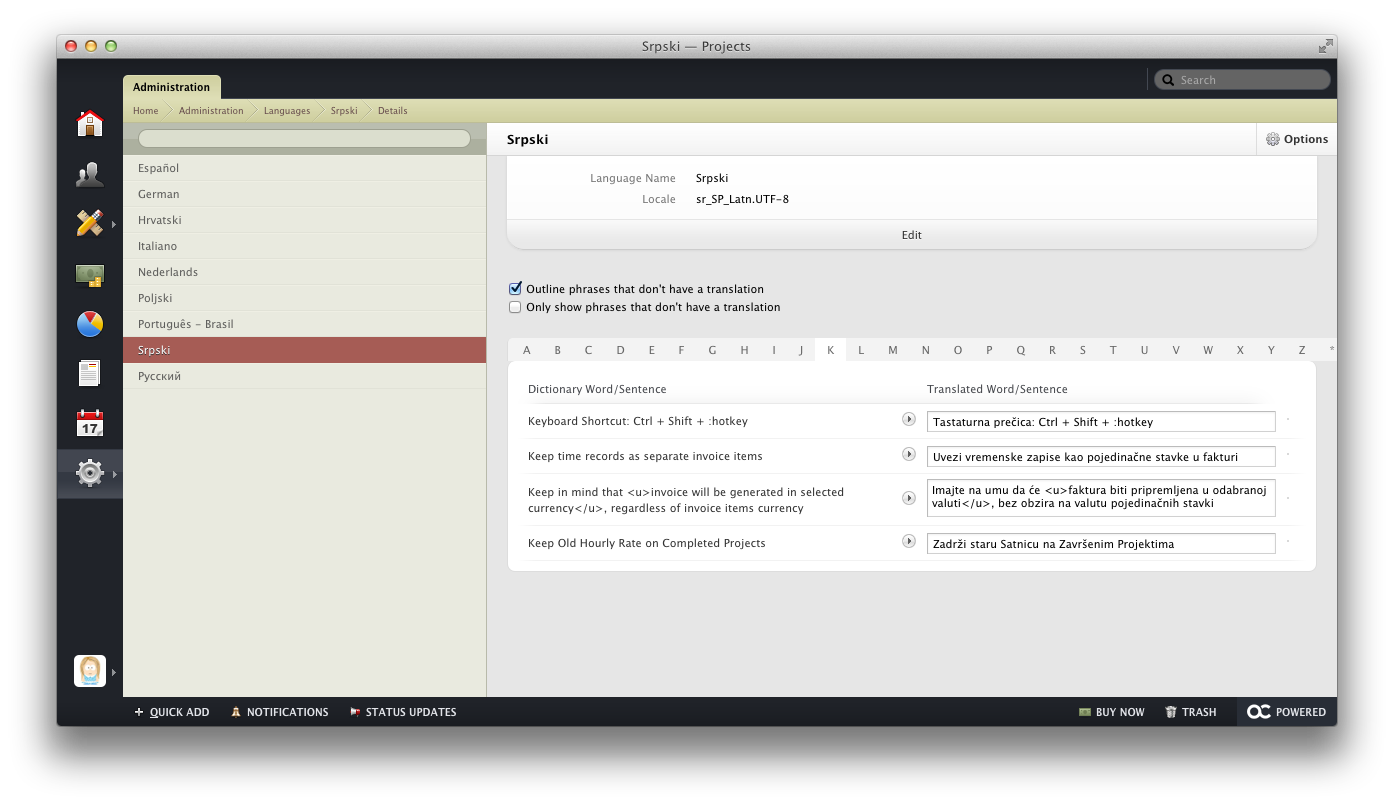 Srpski — Projects
Administration
Search
Home Administration Languages Srpski Details
Español
German
Hrvatski
Italiano
Nederlands
Poljski
Português - Brasil
Srpski
Русский
Srpski
Options
Language Name Srpski
Locale sr_SP_Latn.UTF-8
Edit
Outline phrases that don't have a translation
Only show phrases that don't have a translation
A B C D E F G H I J K L M N O P Q R S T U V W X Y Z *
Dictionary Word/Sentence Translated Word/Sentence
Keyboard Shortcut: Ctrl + Shift + :hotkey
Tastaturna prečica: Ctrl + Shift + :hotkey
Keep time records as separate invoice items
Uvezi vremenske zapise kao pojedinačne stavke u fakturi
Keep in mind that <u>invoice will be generated in selected
currency</u>, regardless of invoice items currency
Imajte na umu da će <u>faktura biti pripremljena u odabranoj
valuti</u>, bez obzira na valutu pojedinačnih stavki
Keep Old Hourly Rate on Completed Projects
Zadrži staru Satnicu na Završenim Projektima
17
QUICK ADD NOTIFICATIONS STATUS UPDATES
BUY NOW TRASH POWERED